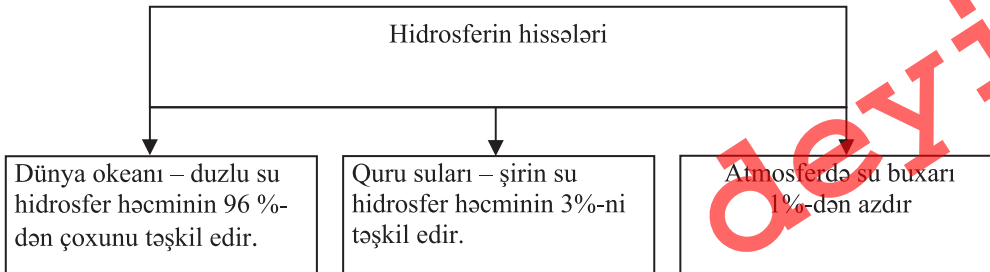 Hidrosferin hissələri
Dünya okeanı – duzlu su
hidrosfer həcminin 96 %-
dən çoxunu təşkil edir.
Quru suları – şirin su
hidrosfer həcminin 3%-ni
təşkil edir.
Atmosferdə su buxarı
1%-dən azdır